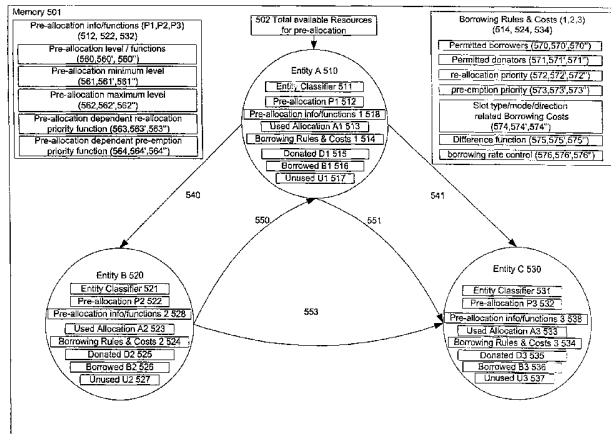 Memory 501
Pre-allocation info/functions (P1,P2,P3)
(512, 522, 532)
Pre-allocation level / functions
(560,560', 560")
Pre-allocation minimum level
(561,561',561")
Pre-allocation maximum level
(562',562',562")
Pre-allocation dependent re-allocation
priority function (563,563',563")
Pre-allocation dependent pre-emption
priority function (564,564',564")
502 Total available Resources
for pre-allocation
Borrowing Rules & Costs (1,2,3)
(514, 524, 534)
Permitted borrowers (570,570',570")
Permitted donators (571,571',571")
re-allocation priority (572,572',572")
pre-emption priority (573,573',573")
Slot type/mode/direction
related Borrowing Costs
(574,574',574")
Difference function (575,575',575")
borrowing rate control (576,576',576")
Entity A 510
Entity Classifier 511
Pre-allocation P1 512
Pre-allocation info/functions 1 518
Used Allocation A1 513
Borrowing Rules & Costs 1 514
Donated D1 515
Borrowed B1 516
Unused U1 517
540
550
551
541
553
Entity B 520
Entity Classifier 521
Pre-allocation P2 522
Pre-allocation info/functions 2 528
Used Allocation A2 523
Borrowing Rules & Costs 2 524
Donated D2 525
Borrowed B2 526
Unused U2 527
Entity C 530
Entity Classifier 531
Pre-allocation P3 532
Pre-allocation info/functions 3 538
Used Allocation A3 533
Borrowing Rules & Costs 3 534
Donated D3 535
Borrowed B3 536
Unused U3 537